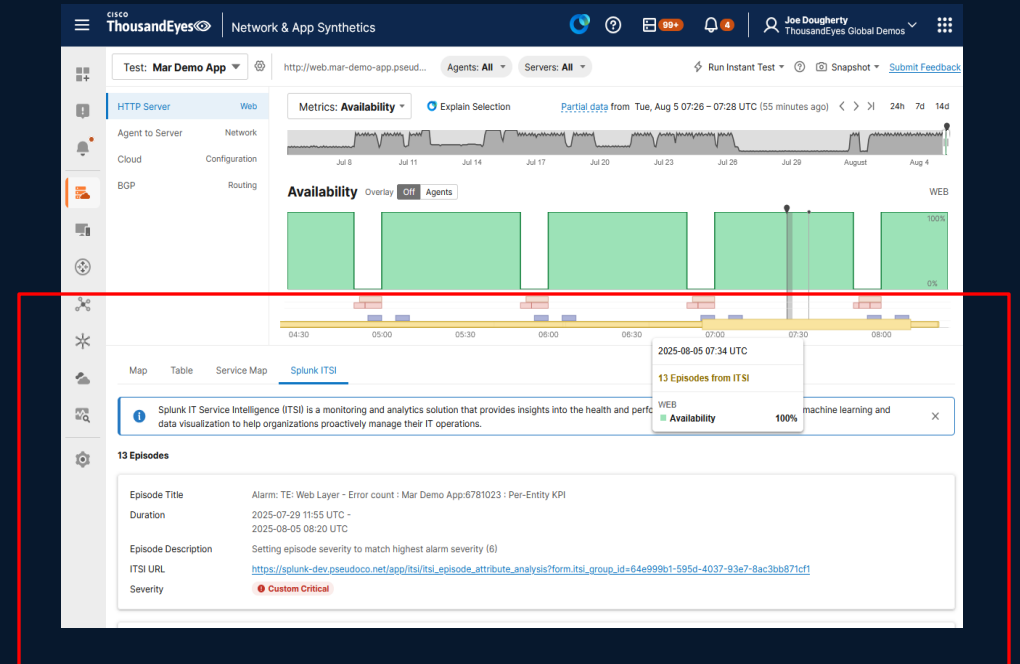 CISCO
ThousandEyes
Network & App Synthetics
99+
4
Joe Dougherty
ThousandEyes Global Demos
Test: Mar Demo App
http://web.mar-demo-app.pseud...
Agents: All
Servers: All
Run Instant Test
Snapshot
Submit Feedback
HTTP Server Web
Agent to Server Network
Cloud Configuration
BGP Routing
Metrics: Availability
Explain Selection
Partial data from Tue, Aug 5 07:26 – 07:28 UTC (55 minutes ago)
24h 7d 14d
Jul 8 Jul 11 Jul 14 Jul 17 Jul 20 Jul 23 Jul 26 Jul 29 August Aug 4
Availability Overlay Off Agents WEB
100%
0%
04:30 05:00 05:30 06:00 06:30 07:00 07:30 08:00
2025-08-05 07:34 UTC
13 Episodes from ITSI
WEB
Availability 100%
Map Table Service Map Splunk ITSI
Splunk IT Service Intelligence (ITSI) is a monitoring and analytics solution that provides insights into the health and perfo machine learning and
data visualization to help organizations proactively manage their IT operations.
13 Episodes
Episode Title Alarm: TE: Web Layer - Error count : Mar Demo App:6781023 : Per-Entity KPI
Duration 2025-07-29 11:55 UTC -
2025-08-05 08:20 UTC
Episode Description Setting episode severity to match highest alarm severity (6)
ITSI URL https://splunk-dev.pseudoco.net/app/itsi/itsi_episode_attribute_analysis?form.itsi_group_id=64e999b1-595d-4037-93e7-8ac3bb871cf1
Severity Custom Critical